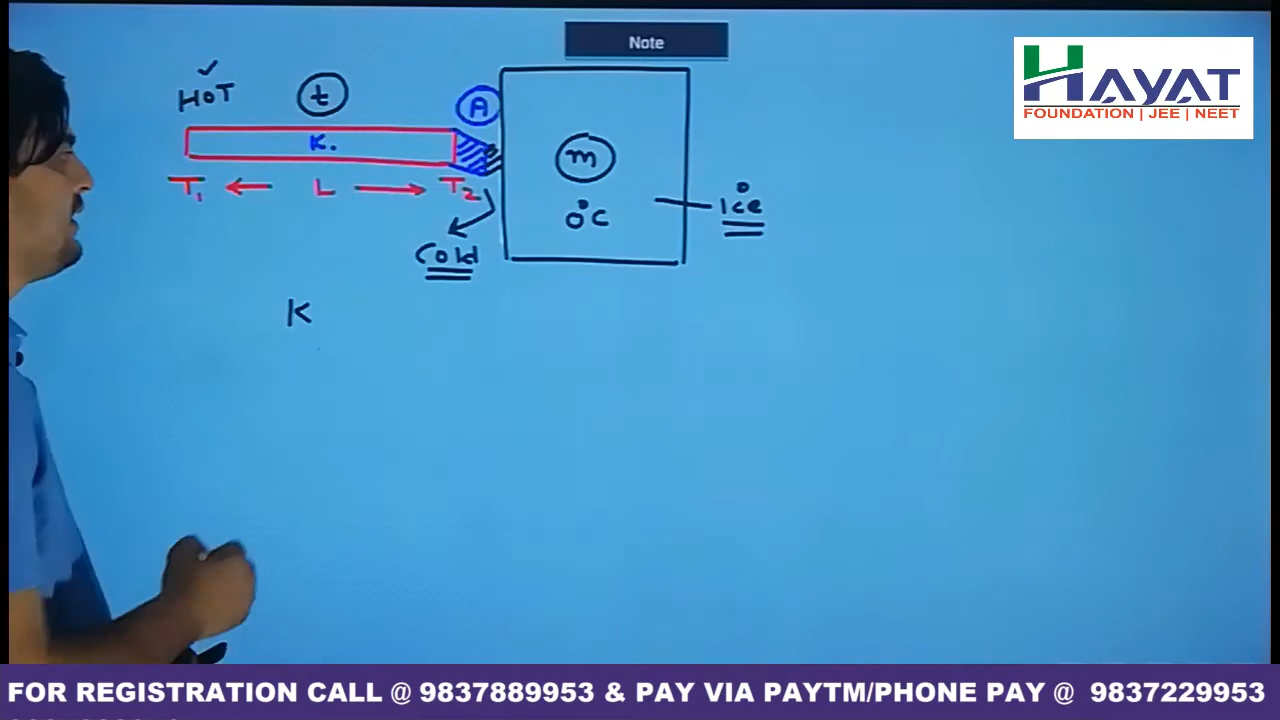 Note
HAYAT
FOUNDATION | JEE | NEET
HOT
t
A
K.
T₁ ← L → T₂
m
0°C
Ice
Cold
K
FOR REGISTRATION CALL @ 9837889953 & PAY VIA PAYTM/PHONE PAY @ 9837229953